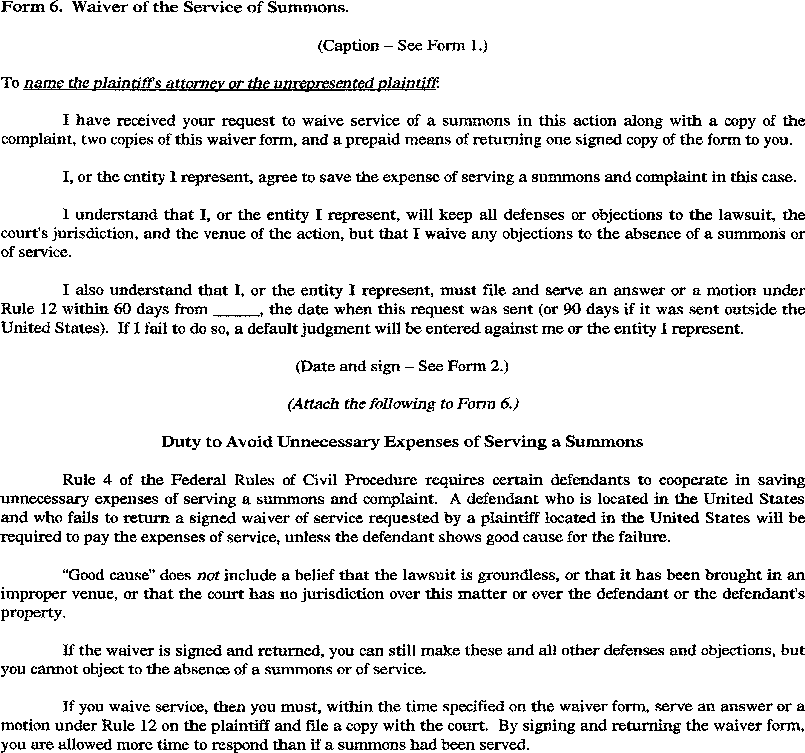 Form 6. Waiver of the Service of Summons.
(Caption – See Form 1.)
To name the plaintiff's attorney or the unrepresented plaintiff:
I have received your request to waive service of a summons in this action along with a copy of the
complaint, two copies of this waiver form, and a prepaid means of returning one signed copy of the form to you.
I, or the entity I represent, agree to save the expense of serving a summons and complaint in this case.
I understand that I, or the entity I represent, will keep all defenses or objections to the lawsuit, the
court's jurisdiction, and the venue of the action, but that I waive any objections to the absence of a summons or
of service.
I also understand that I, or the entity I represent, must file and serve an answer or a motion under
Rule 12 within 60 days from _____, the date when this request was sent (or 90 days if it was sent outside the
United States). If I fail to do so, a default judgment will be entered against me or the entity I represent.
(Date and sign – See Form 2.)
(Attach the following to Form 6.)
Duty to Avoid Unnecessary Expenses of Serving a Summons
Rule 4 of the Federal Rules of Civil Procedure requires certain defendants to cooperate in saving
unnecessary expenses of serving a summons and complaint. A defendant who is located in the United States
and who fails to return a signed waiver of service requested by a plaintiff located in the United States will be
required to pay the expenses of service, unless the defendant shows good cause for the failure.
"Good cause" does not include a belief that the lawsuit is groundless, or that it has been brought in an
improper venue, or that the court has no jurisdiction over this matter or over the defendant or the defendant's
property.
If the waiver is signed and returned, you can still make these and all other defenses and objections, but
you cannot object to the absence of a summons or of service.
If you waive service, then you must, within the time specified on the waiver form, serve an answer or a
motion under Rule 12 on the plaintiff and file a copy with the court. By signing and returning the waiver form,
you are allowed more time to respond than if a summons had been served.